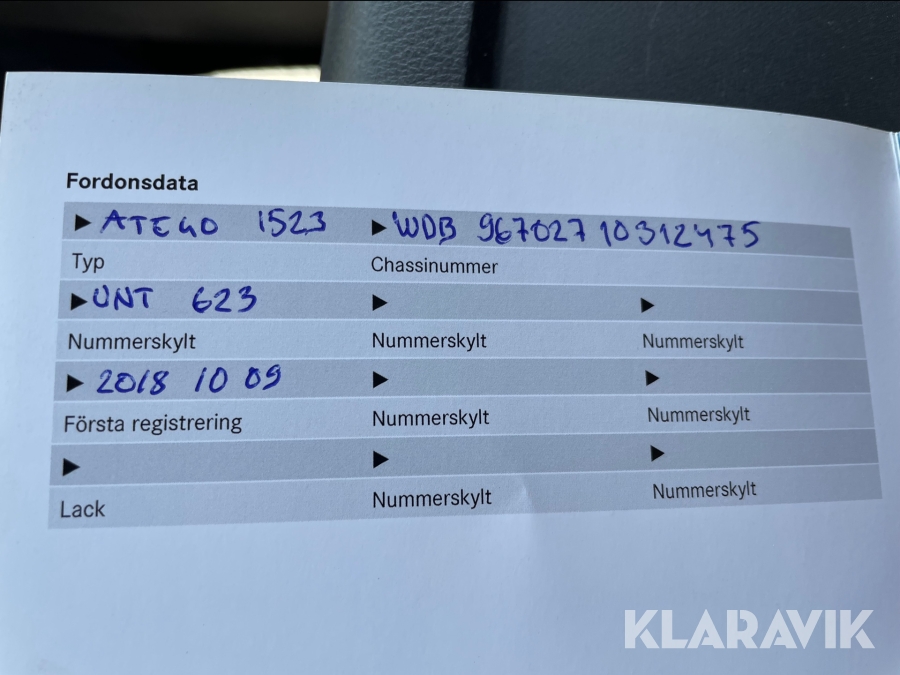 Fordonsdata
▶ ATEGO 1523 ▶ WDB 96702710312475
Typ Chassinummer
▶ UNT 623 ▶ ▶
Nummerskylt Nummerskylt Nummerskylt
▶ 2018 10 09 ▶ ▶
Första registrering Nummerskylt Nummerskylt
▶ ▶ ▶
Lack Nummerskylt Nummerskylt
KLARAVIK